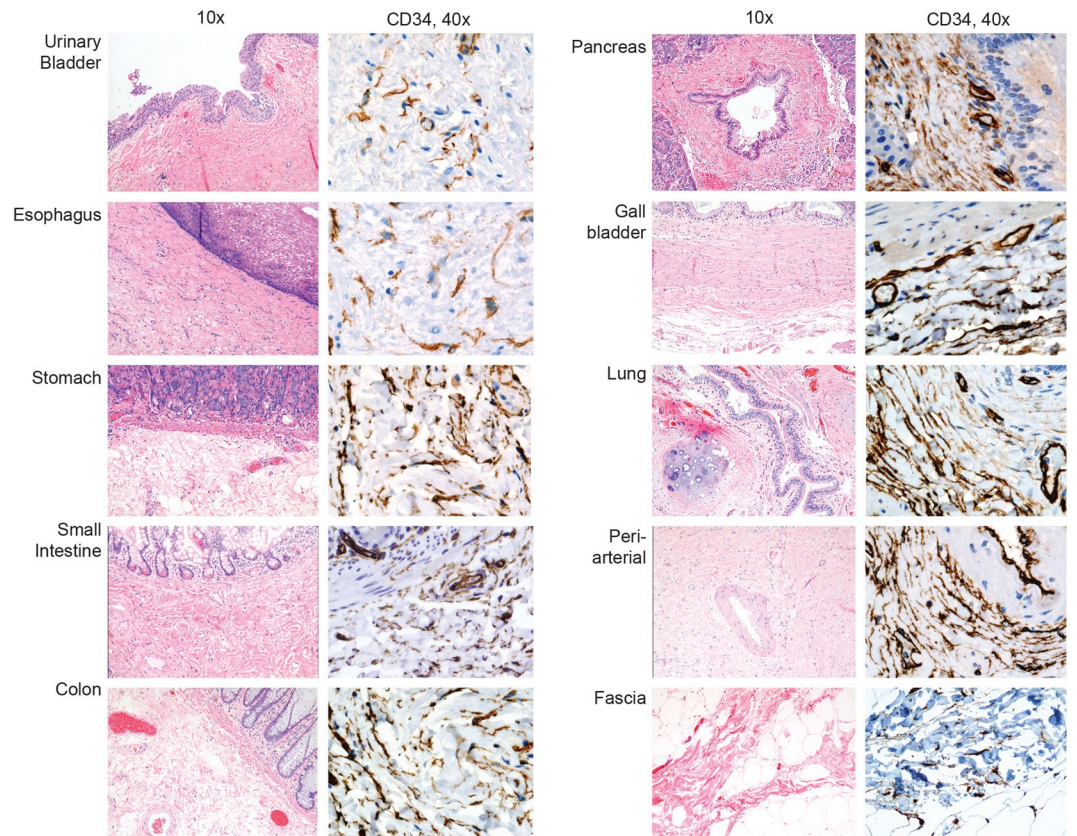 10x
CD34, 40x
Urinary
Bladder
Esophagus
Stomach
Small
Intestine
Colon
10x
CD34, 40x
Pancreas
Gall
bladder
Lung
Peri-
arterial
Fascia